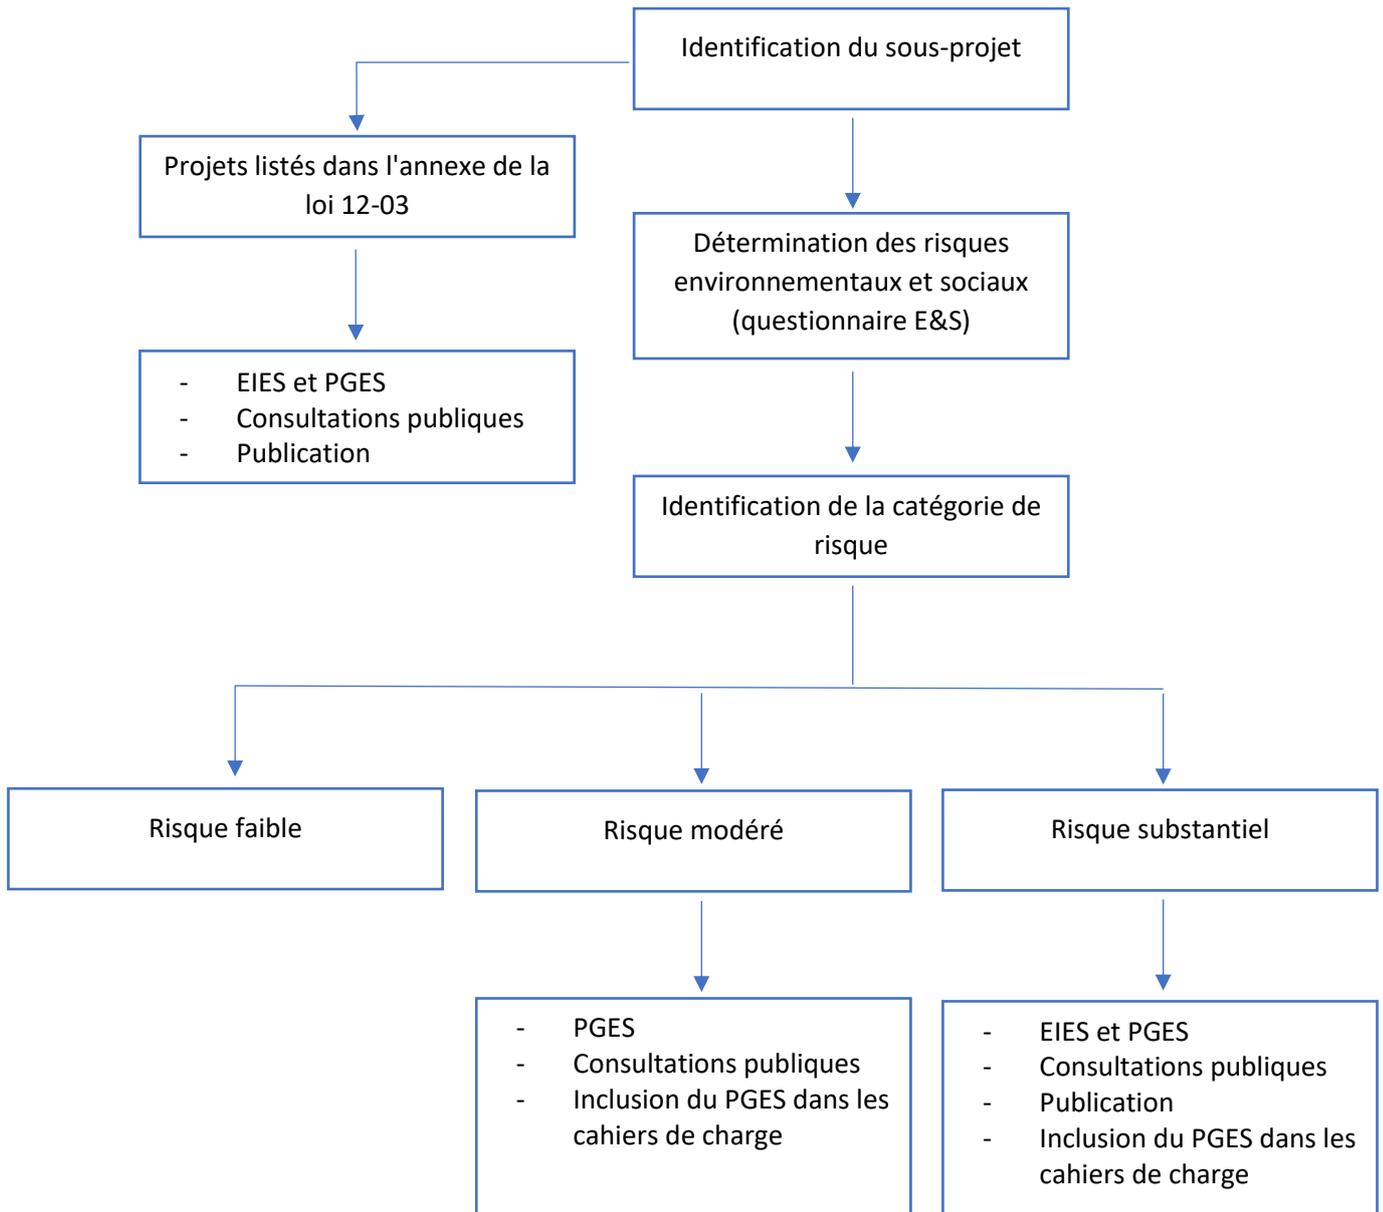 Identification du sous-projet
Projets listés dans l'annexe de la
loi 12-03
Détermination des risques
environnementaux et sociaux
(questionnaire E&S)
- EIES et PGES
- Consultations publiques
- Publication
Identification de la catégorie de
risque
Risque faible
Risque modéré
Risque substantiel
- PGES
- Consultations publiques
- Inclusion du PGES dans les
cahiers de charge
- EIES et PGES
- Consultations publiques
- Publication
- Inclusion du PGES dans les
cahiers de charge